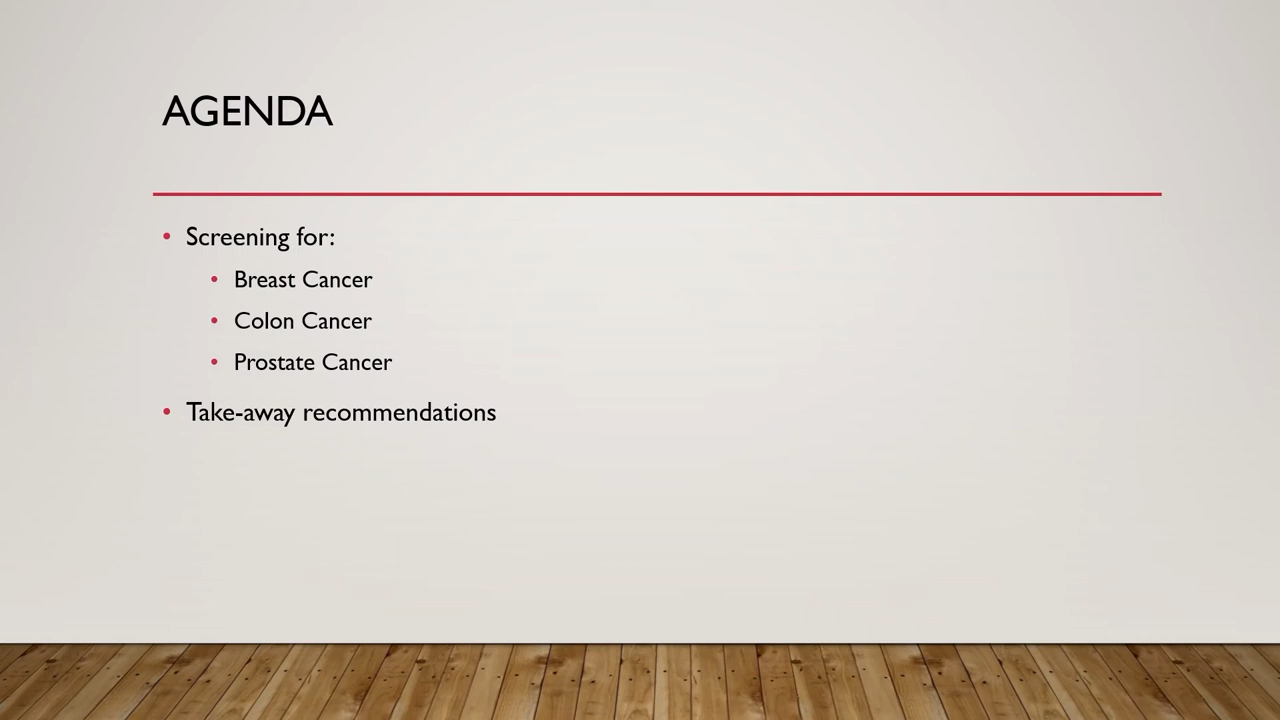 AGENDA
• Screening for:
• Breast Cancer
• Colon Cancer
• Prostate Cancer
• Take-away recommendations